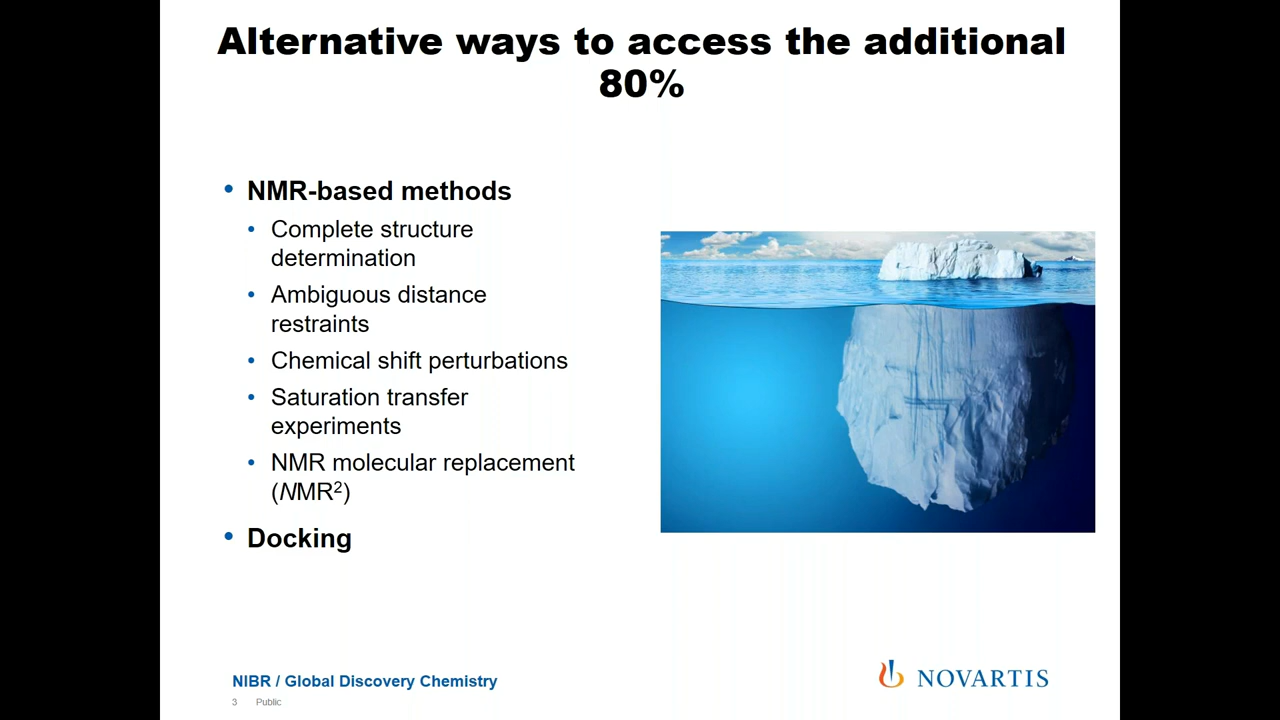 Alternative ways to access the additional
80%
• NMR-based methods
• Complete structure
determination
• Ambiguous distance
restraints
• Chemical shift perturbations
• Saturation transfer
experiments
• NMR molecular replacement
(NMR²)
• Docking
NIBR / Global Discovery Chemistry
3 Public
NOVARTIS